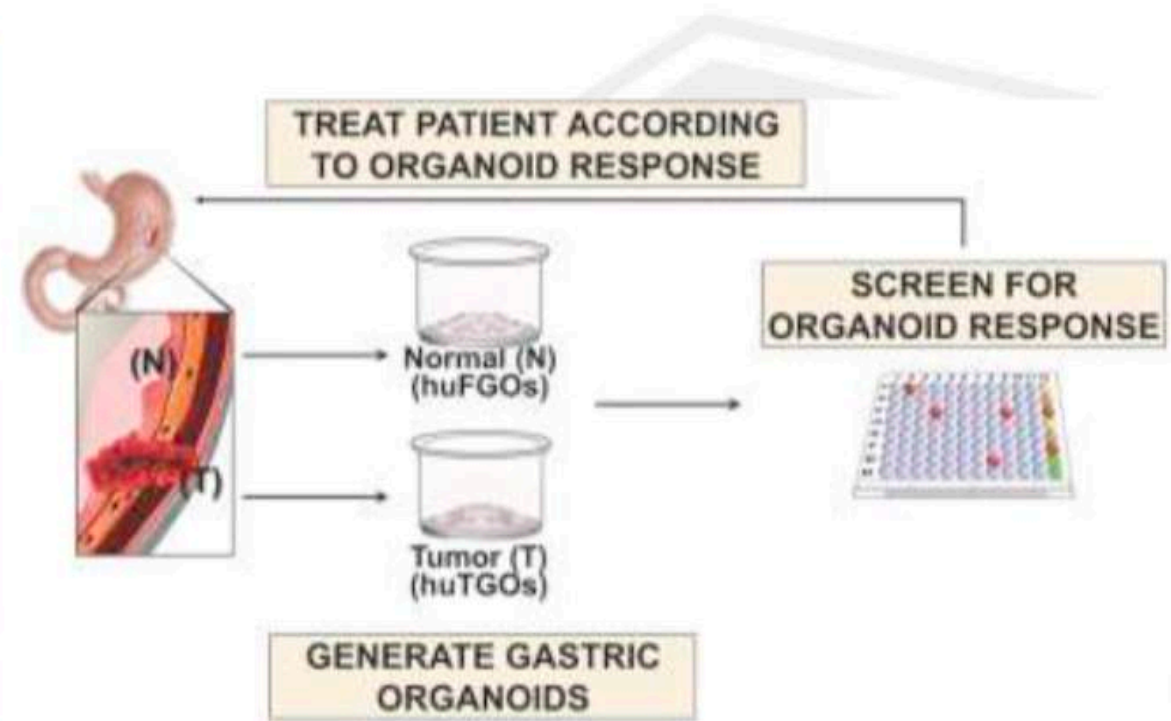 TREAT PATIENT ACCORDING
TO ORGANOID RESPONSE
(N)
(T)
Normal (N)
(huFGOs)
Tumor (T)
(huTGOs)
SCREEN FOR
ORGANOID RESPONSE
GENERATE GASTRIC
ORGANOIDS